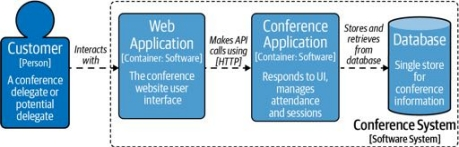 Customer
[Person]
A conference
delegate or
potential
delegate
Interacts
with
Web
Application
[Container: Software]
The conference
website user
interface
Makes API
calls using
[HTTP]
Conference
Application
[Container: Software]
Responds to UI,
manages
attendance
and sessions
Stores and
retrieves
from
database
Database
Single store
for
conference
information
Conference System
[Software System]